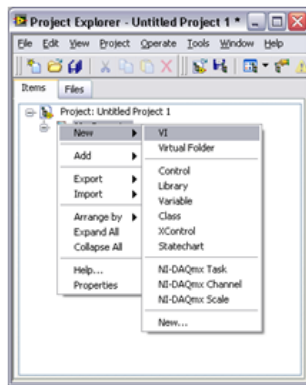 Project Explorer - Untitled Project 1 *
File Edit View Project Operate Tools Window Help
Items Files
Project: Untitled Project 1
New
Add
Export
Import
Arrange by
Expand All
Collapse All
Help...
Properties
VI
Virtual Folder
Control
Library
Variable
Class
XControl
Statechart
NI-DAQmx Task
NI-DAQmx Channel
NI-DAQmx Scale
New...